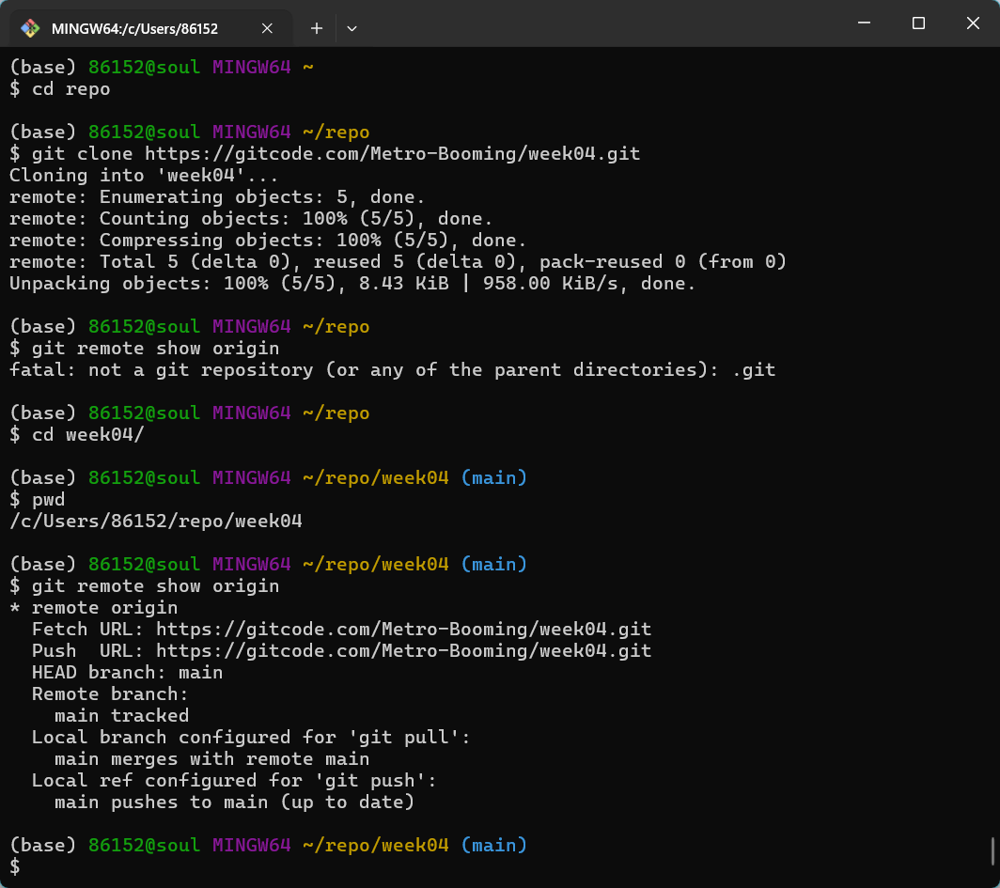 MINGW64:/c/Users/86152
(base) 86152@soul MINGW64 ~
$ cd repo
(base) 86152@soul MINGW64 ~/repo
$ git clone https://gitcode.com/Metro-Booming/week04.git
Cloning into 'week04'...
remote: Enumerating objects: 5, done.
remote: Counting objects: 100% (5/5), done.
remote: Compressing objects: 100% (5/5), done.
remote: Total 5 (delta 0), reused 5 (delta 0), pack-reused 0 (from 0)
Unpacking objects: 100% (5/5), 8.43 KiB | 958.00 KiB/s, done.
(base) 86152@soul MINGW64 ~/repo
$ git remote show origin
fatal: not a git repository (or any of the parent directories): .git
(base) 86152@soul MINGW64 ~/repo
$ cd week04/
(base) 86152@soul MINGW64 ~/repo/week04 (main)
$ pwd
/c/Users/86152/repo/week04
(base) 86152@soul MINGW64 ~/repo/week04 (main)
$ git remote show origin
* remote origin
  Fetch URL: https://gitcode.com/Metro-Booming/week04.git
  Push  URL: https://gitcode.com/Metro-Booming/week04.git
  HEAD branch: main
  Remote branch:
    main tracked
  Local branch configured for 'git pull':
    main merges with remote main
  Local ref configured for 'git push':
    main pushes to main (up to date)
(base) 86152@soul MINGW64 ~/repo/week04 (main)
$